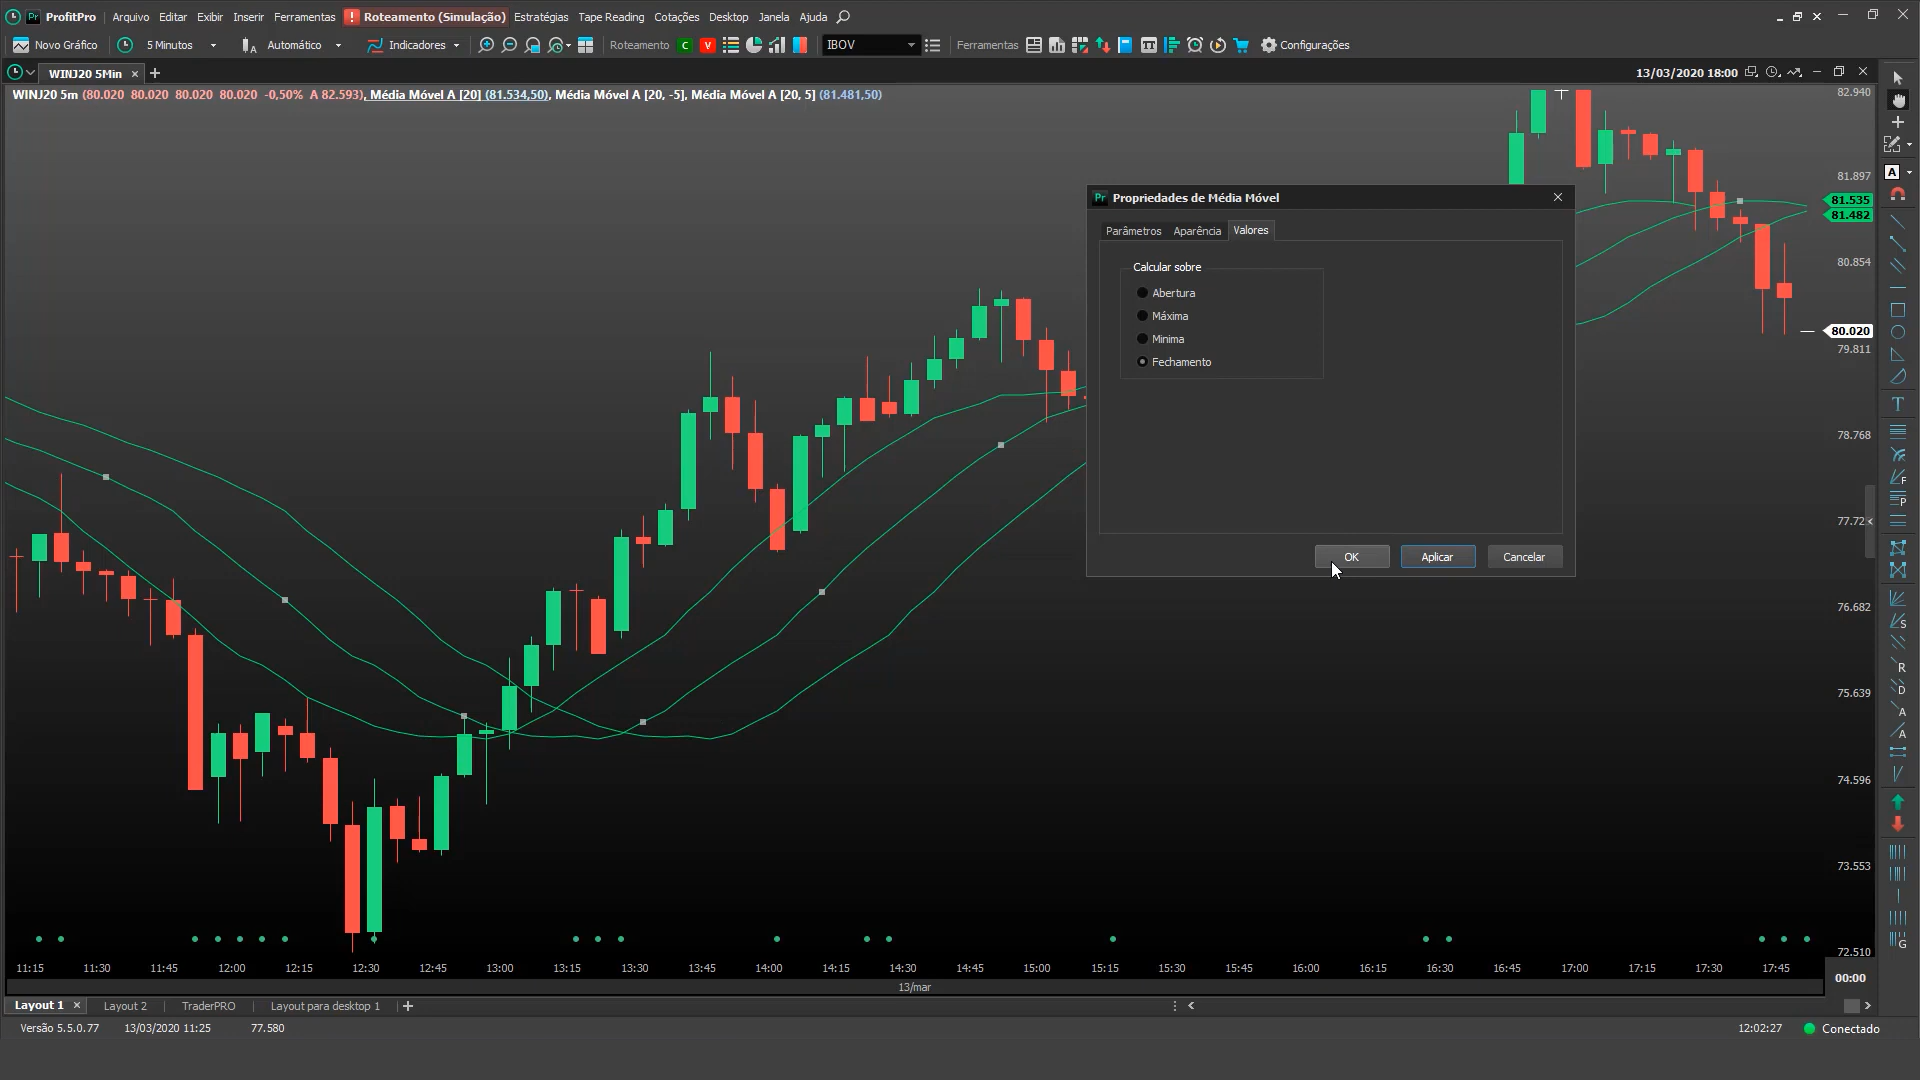 Pr ProfitPro Arquivo Editar Exibir Inserir Ferramentas ! Roteamento (Simulação) Estratégias Tape Reading Cotações Desktop Janela Ajuda
Novo Gráfico 5 Minutos A Automático Indicadores Roteamento C V IBOV Ferramentas Configurações
WINJ20 5Min 13/03/2020 18:00
WINJ20 5m (80.020 80.020 80.020 80.020 -0,50% A 82.593), Média Móvel A [20] (81.534,50), Média Móvel A [20, -5], Média Móvel A [20, 5] (81.481,50)
82.940
81.897
81.535
81.482
80.854
80.020
79.811
78.768
77.72
76.682
75.639
74.596
73.553
72.510
Pr Propriedades de Média Móvel
Parâmetros Aparência Valores
Calcular sobre
Abertura
Máxima
Minima
Fechamento
OK Aplicar Cancelar
A
T
F
P
S
R
D
A
A
G
11:15 11:30 11:45 12:00 12:15 12:30 12:45 13:00 13:15 13:30 13:45 14:00 14:15 14:30 14:45 15:00 15:15 15:30 15:45 16:00 16:15 16:30 16:45 17:00 17:15 17:30 17:45
00:00
13/mar
Layout 1 Layout 2 TraderPRO Layout para desktop 1
Versão 5.5.0.77 13/03/2020 11:25 77.580 12:02:27 Conectado